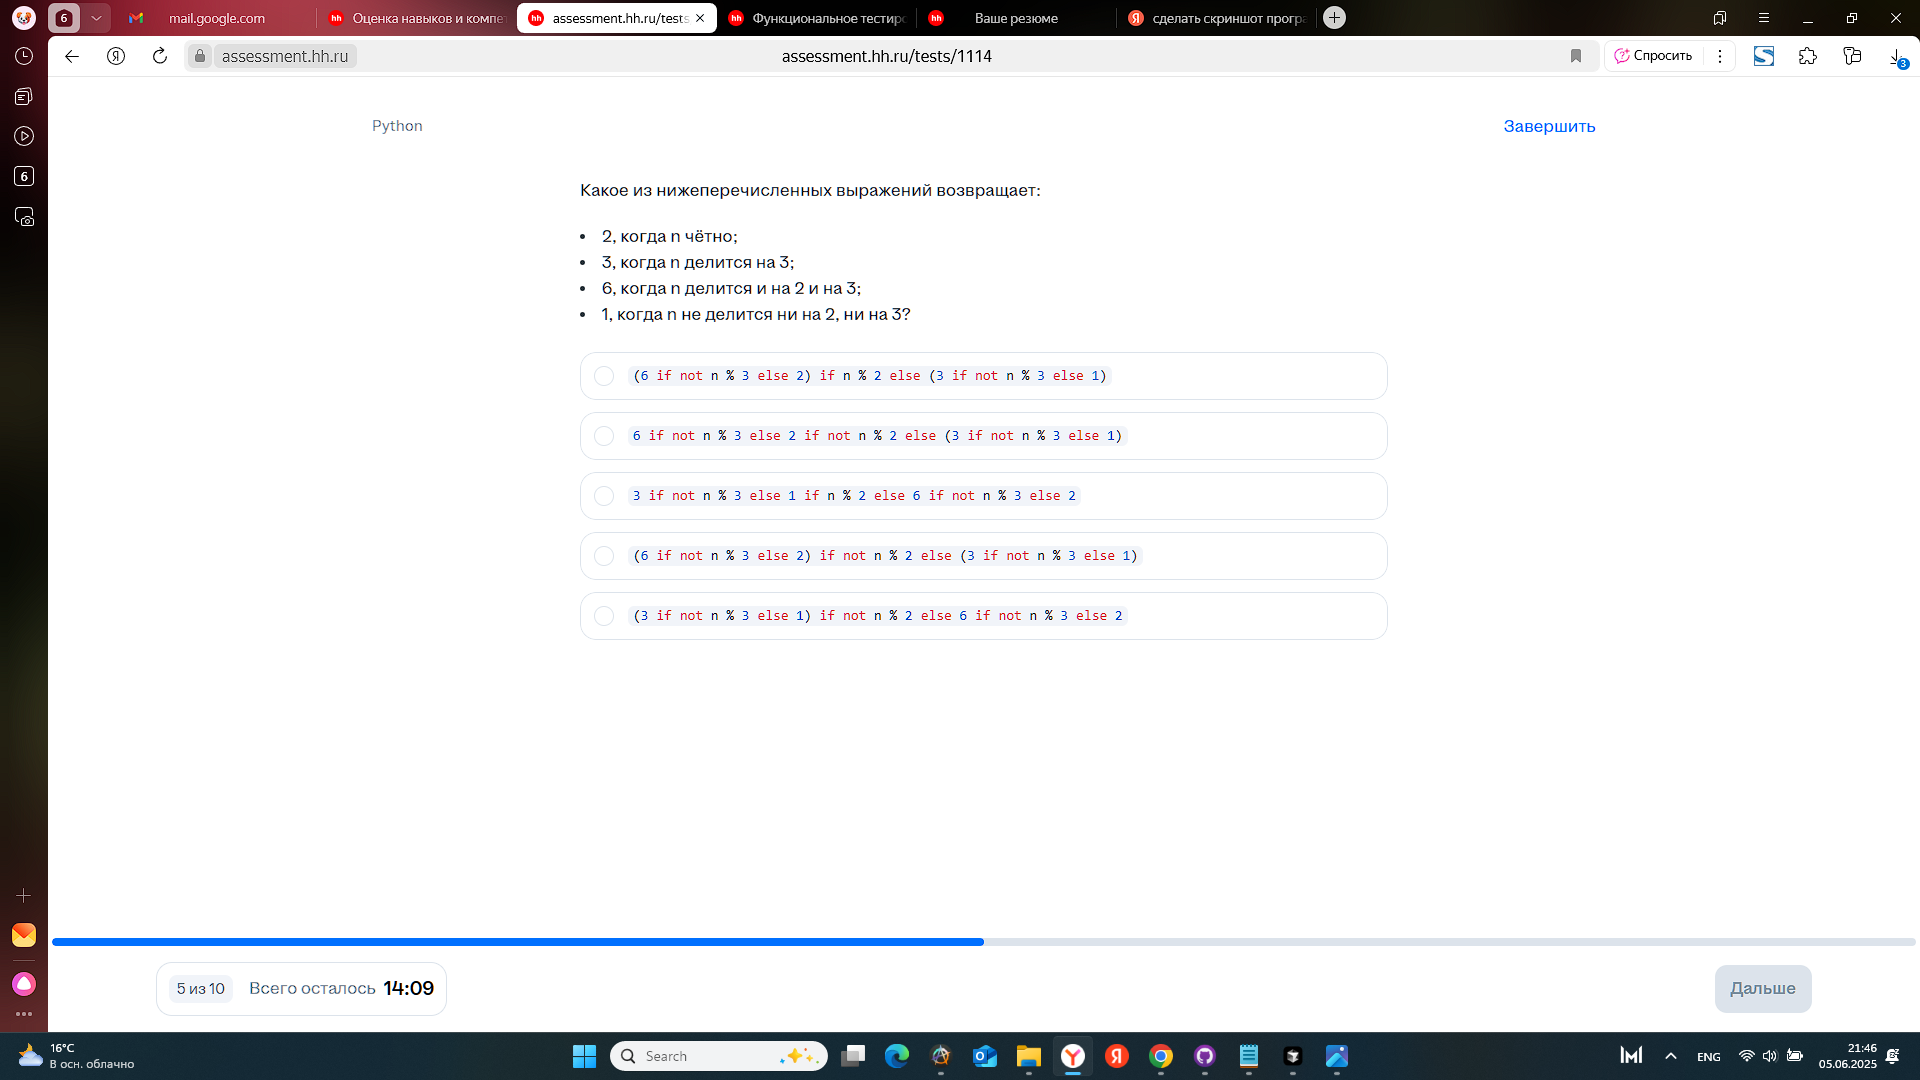 6
mail.google.com
Оценка навыков и компет
assessment.hh.ru/tests
Функциональное тестиро
Ваше резюме
сделать скриншот програ
assessment.hh.ru
assessment.hh.ru/tests/1114
Спросить
3
6
Python
Завершить
Какое из нижеперечисленных выражений возвращает:
• 2, когда n чётно;
• 3, когда n делится на 3;
• 6, когда n делится и на 2 и на 3;
• 1, когда n не делится ни на 2, ни на 3?
(6 if not n % 3 else 2) if n % 2 else (3 if not n % 3 else 1)
6 if not n % 3 else 2 if not n % 2 else (3 if not n % 3 else 1)
3 if not n % 3 else 1 if n % 2 else 6 if not n % 3 else 2
(6 if not n % 3 else 2) if not n % 2 else (3 if not n % 3 else 1)
(3 if not n % 3 else 1) if not n % 2 else 6 if not n % 3 else 2
5 из 10
Всего осталось 14:09
Дальше
16°C
В осн. облачно
Search
ENG
21:46
05.06.2025